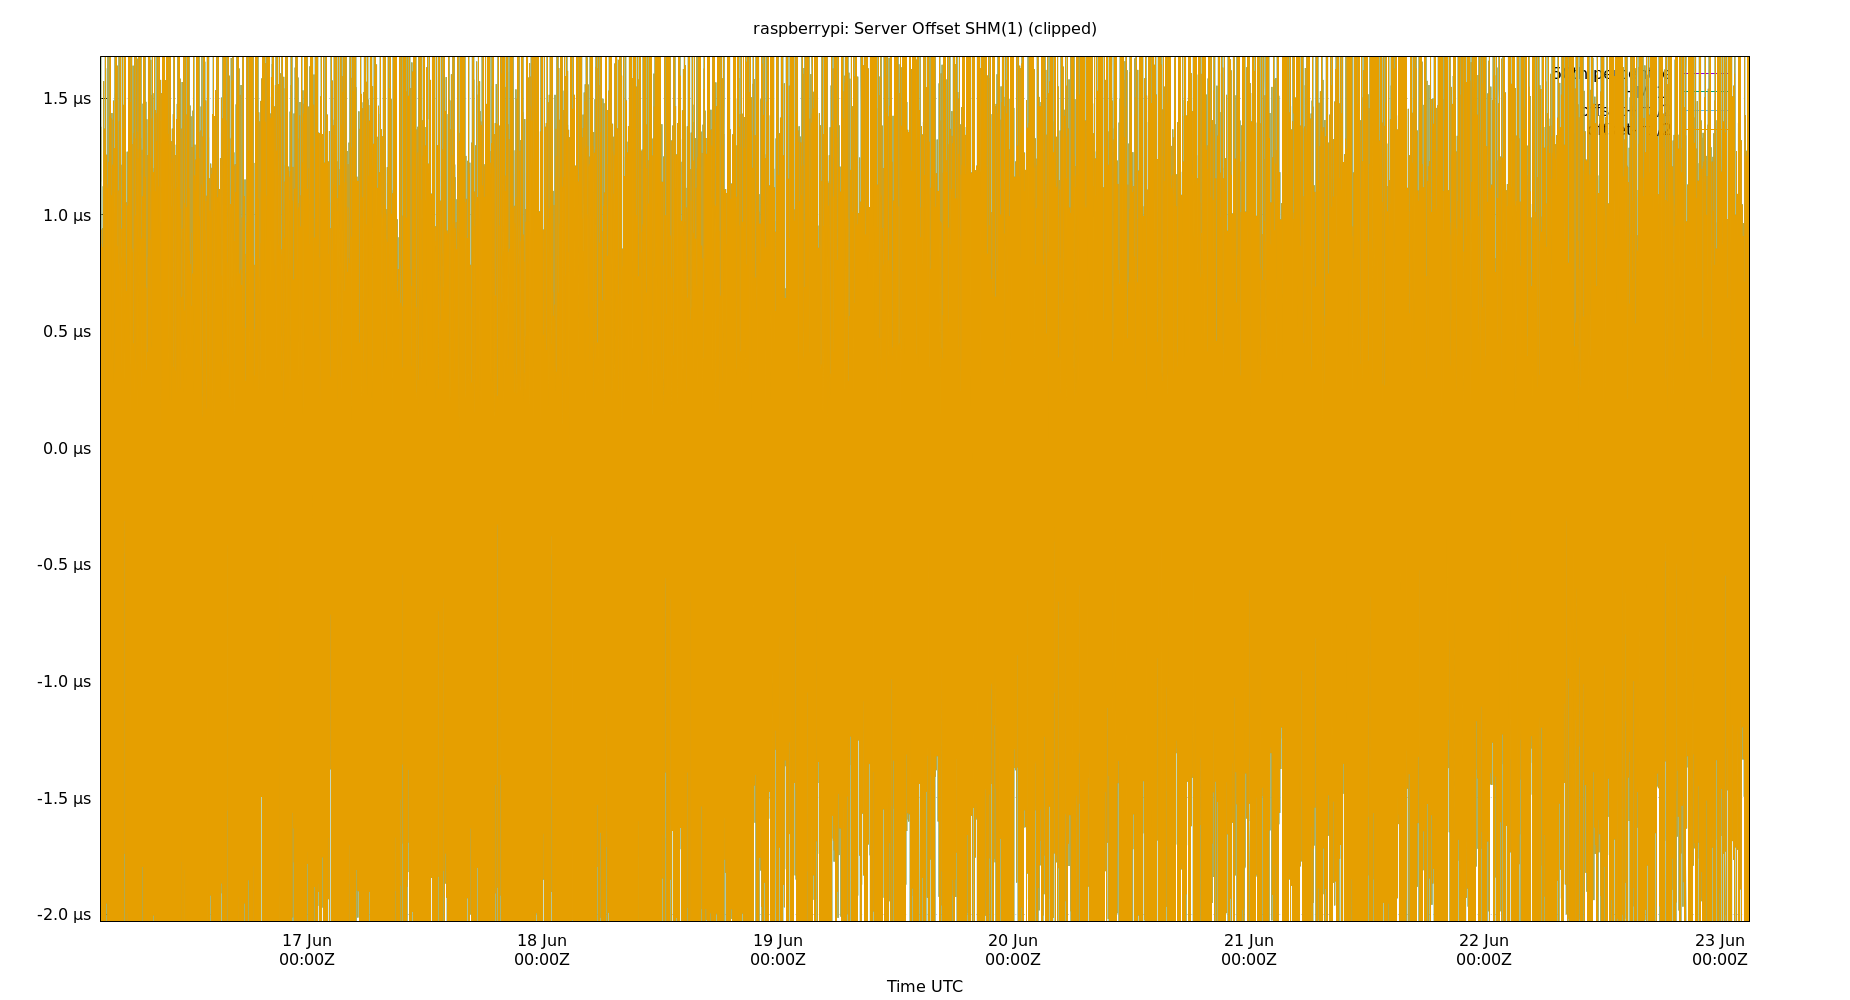 raspberrypi: Server Offset SHM(1) (clipped)
1.5 µs
1.0 µs
0.5 µs
0.0 µs
-0.5 µs
-1.0 µs
-1.5 µs
-2.0 µs
17 Jun 18 Jun 19 Jun 20 Jun 21 Jun 22 Jun 23 Jun
00:00Z 00:00Z 00:00Z 00:00Z 00:00Z 00:00Z 00:00Z
Time UTC